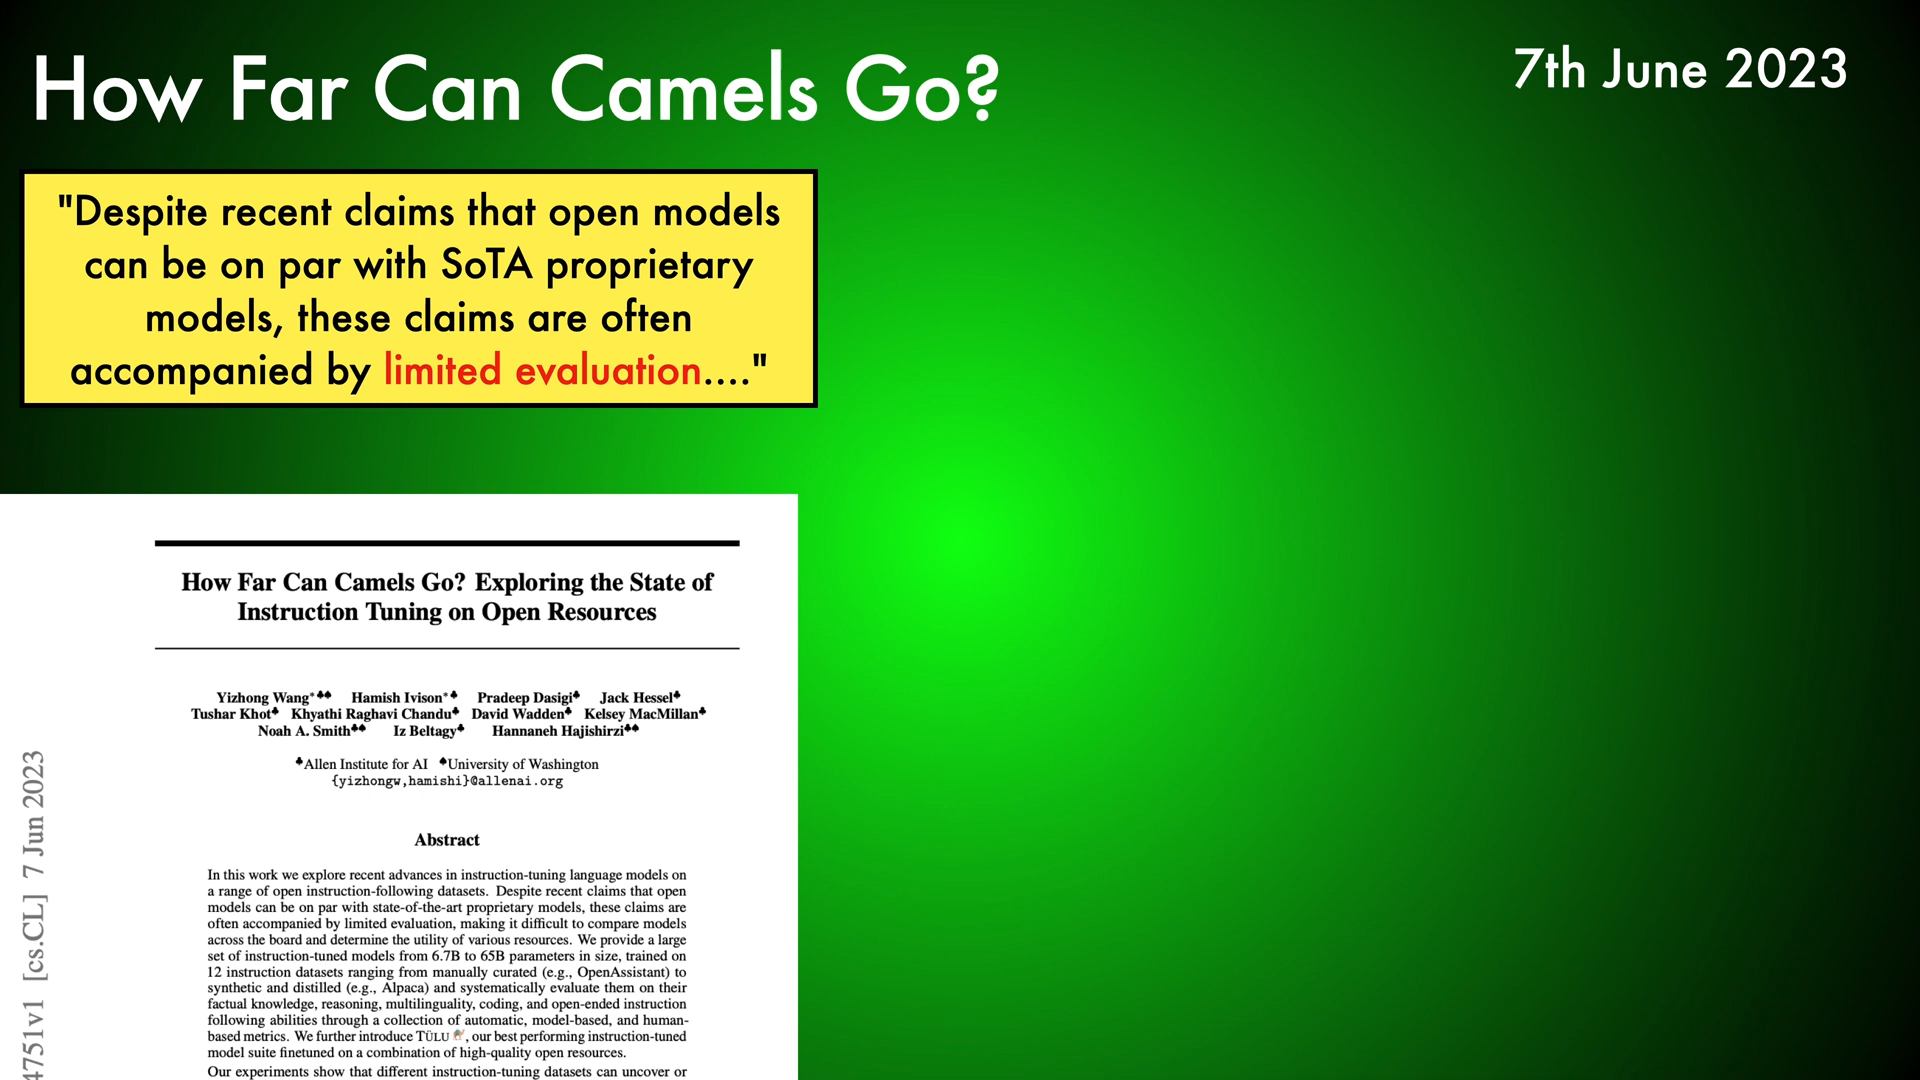 How Far Can Camels Go?
7th June 2023
"Despite recent claims that open models
can be on par with SoTA proprietary
models, these claims are often
accompanied by limited evaluation...."
How Far Can Camels Go? Exploring the State of
Instruction Tuning on Open Resources
Yizhong Wang*♣♠ Hamish Ivison*♣ Pradeep Dasigi♣ Jack Hessel♣
Tushar Khot♣ Khyathi Raghavi Chandu♣ David Wadden♣ Kelsey MacMillan♣
Noah A. Smith♣♠ Iz Beltagy♣ Hannaneh Hajishirzi♣♠
♣Allen Institute for AI ♠University of Washington
{yizhongw,hamishi}@allenai.org
Abstract
In this work we explore recent advances in instruction-tuning language models on
a range of open instruction-following datasets. Despite recent claims that open
models can be on par with state-of-the-art proprietary models, these claims are
often accompanied by limited evaluation, making it difficult to compare models
across the board and determine the utility of various resources. We provide a large
set of instruction-tuned models from 6.7B to 65B parameters in size, trained on
12 instruction datasets ranging from manually curated (e.g., OpenAssistant) to
synthetic and distilled (e.g., Alpaca) and systematically evaluate them on their
factual knowledge, reasoning, multilinguality, coding, and open-ended instruction
following abilities through a collection of automatic, model-based, and human-
based metrics. We further introduce TÜLU 🐪, our best performing instruction-tuned
model suite finetuned on a combination of high-quality open resources.
Our experiments show that different instruction-tuning datasets can uncover or
4751v1 [cs.CL] 7 Jun 2023